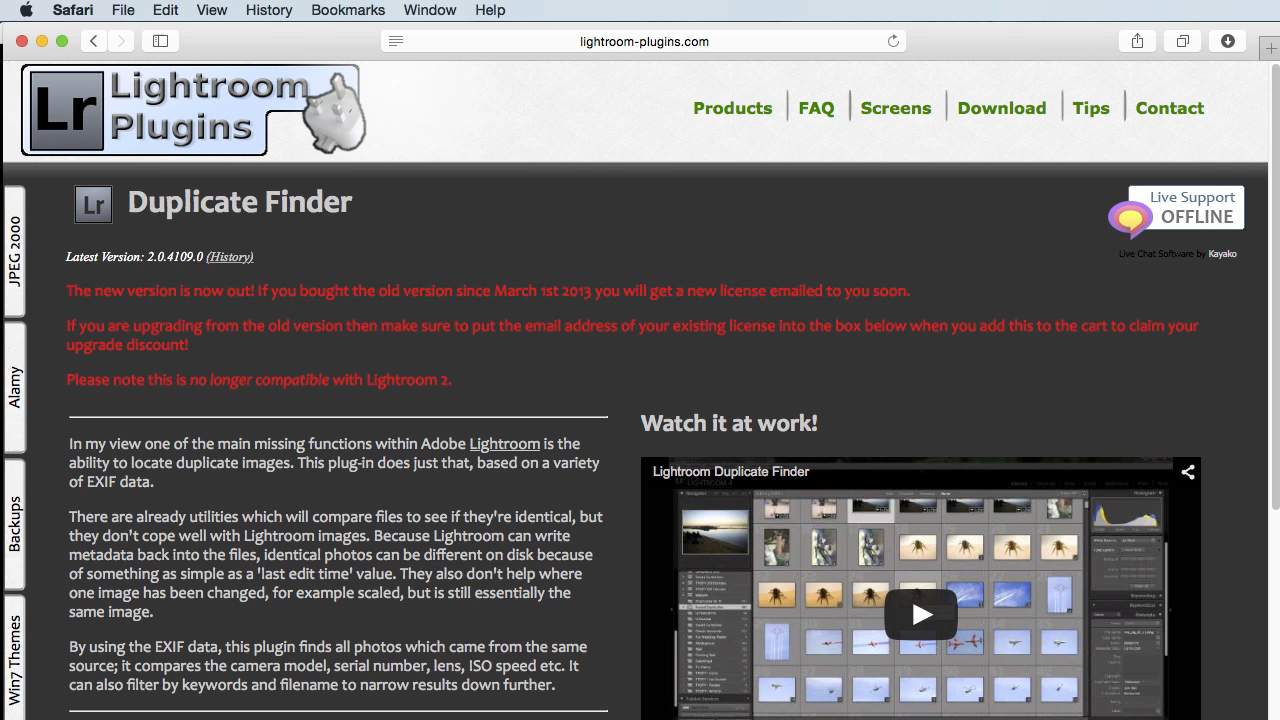 Safari File Edit View History Bookmarks Window Help
lightroom-plugins.com
Lr Lightroom
Plugins
Products FAQ Screens Download Tips Contact
Lr Duplicate Finder
Live Support
OFFLINE
Live Chat Software by Kayako
Latest Version: 2.0.4109.0 (History)
The new version is now out! If you bought the old version since March 1st 2013 you will get a new license emailed to you soon.
If you are upgrading from the old version then make sure to put the email address of your existing license into the box below when you add this to the cart to claim your
upgrade discount!
Please note this is no longer compatible with Lightroom 2.
JPEG 2000
Alamy
Backups
Win7 Themes
In my view one of the main missing functions within Adobe Lightroom is the
ability to locate duplicate images. This plug-in does just that, based on a variety
of EXIF data.
There are already utilities which will compare files to see if they're identical, but
they don't cope well with Lightroom images. Because Lightroom can write
metadata back into the files, identical photos can be different on disk because
of something as simple as a 'last edit time' value. They also don't help where
on image has been changed, for example scaled, but is still essentially the
same image.
By using the EXIF data, this plug-in finds all photos which came from the same
source; it compares the camera model, serial number, lens, ISO speed etc. It
can also filter by keyword and filename to narrow results down further.
Watch it at work!
Lightroom Duplicate Finder
LIGHTROOM 4